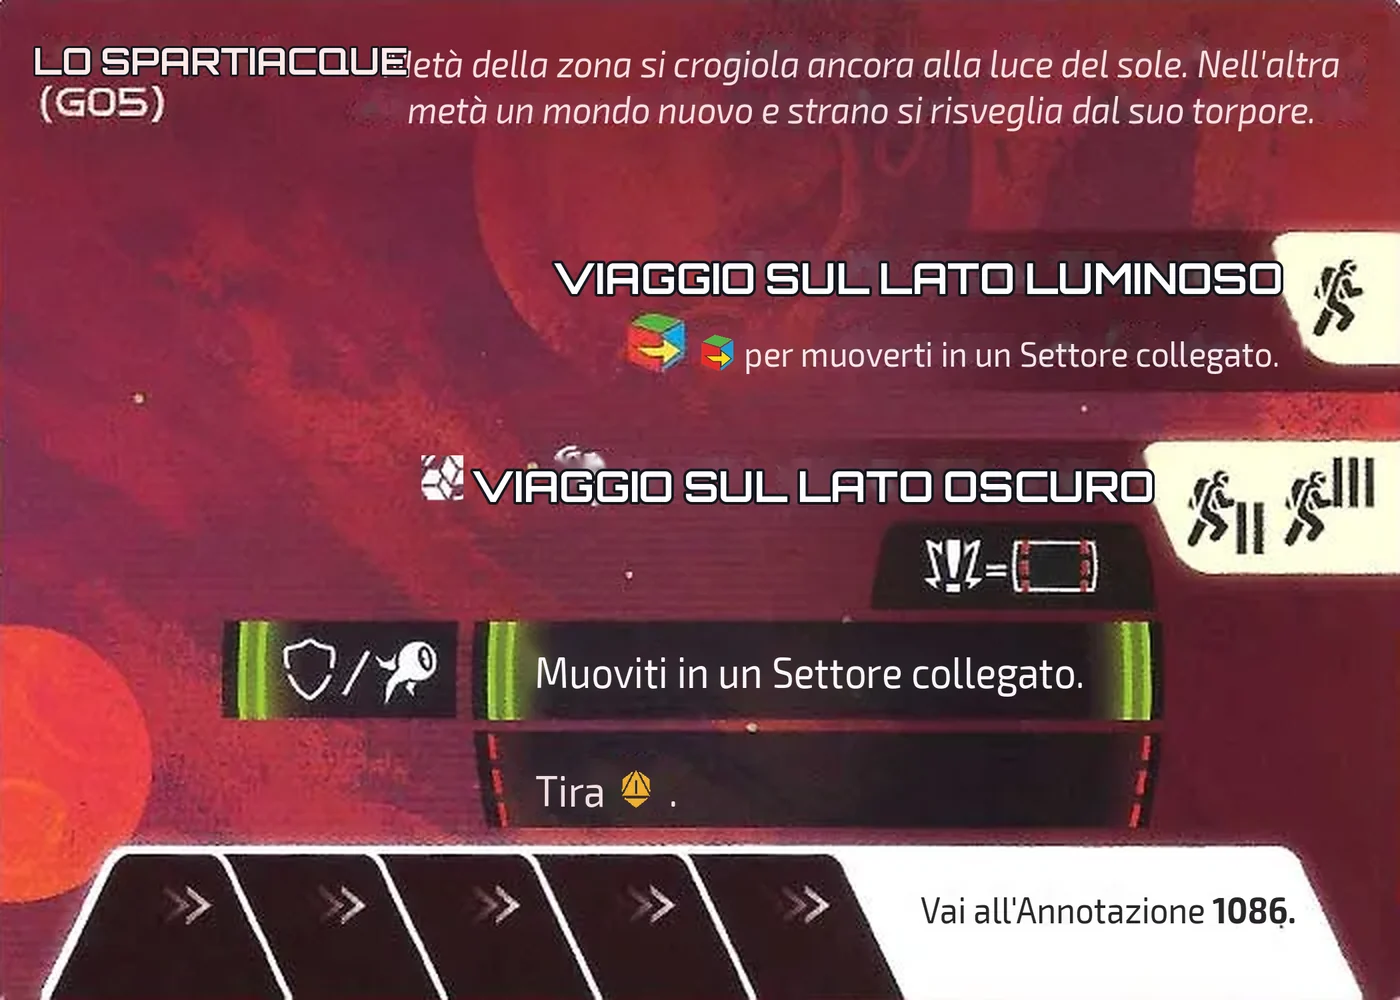 LO SPARTIACQUE
(G05)
Metà della zona si crogiola ancora alla luce del sole. Nell'altra
metà un mondo nuovo e strano si risveglia dal suo torpore.
VIAGGIO SUL LATO LUMINOSO
per muoverti in un Settore collegato.
VIAGGIO SUL LATO OSCURO
Muoviti in un Settore collegato.
Tira .
Vai all'Annotazione 1086.